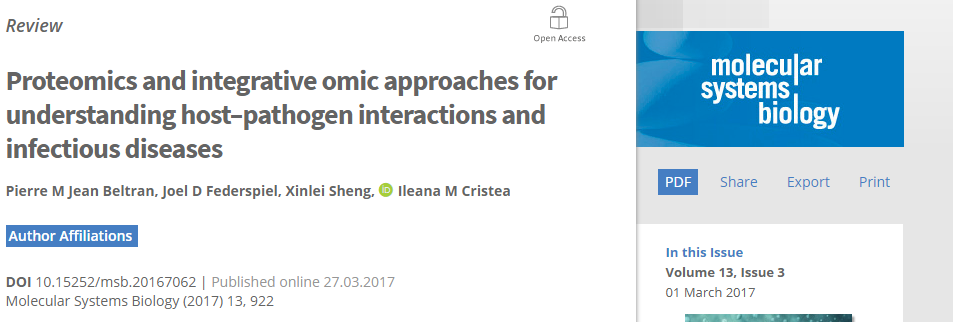 Review
Open Access
Proteomics and integrative omic approaches for
understanding host–pathogen interactions and
infectious diseases
Pierre M Jean Beltran, Joel D Federspiel, Xinlei Sheng, iD Ileana M Cristea
Author Affiliations
DOI 10.15252/msb.20167062 | Published online 27.03.2017
Molecular Systems Biology (2017) 13, 922
molecular
systems
biology
PDF Share Export Print
In this Issue
Volume 13, Issue 3
01 March 2017